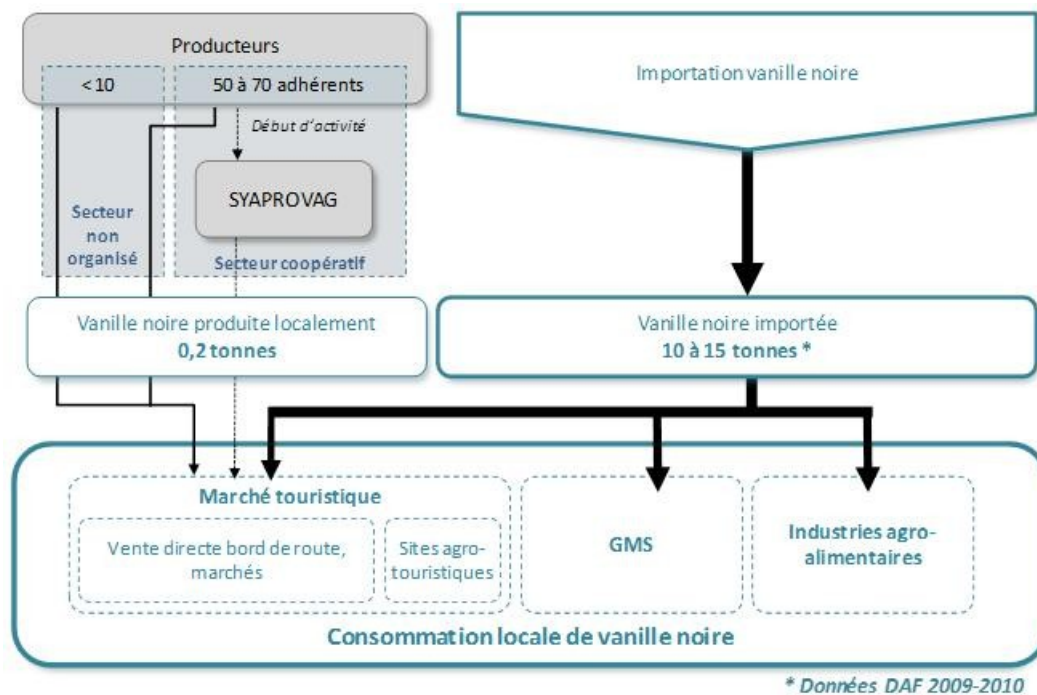 Producteurs
< 10
50 à 70 adhérents
Début d'activité
SYAPROVAG
Secteur
non
organisé
Secteur coopératif
Importation vanille noire
Vanille noire produite localement
0,2 tonnes
Vanille noire importée
10 à 15 tonnes *
Marché touristique
Vente directe bord de route,
marchés
Sites agro-
touristiques
GMS
Industries agro-
alimentaires
Consommation locale de vanille noire
* Données DAF 2009-2010